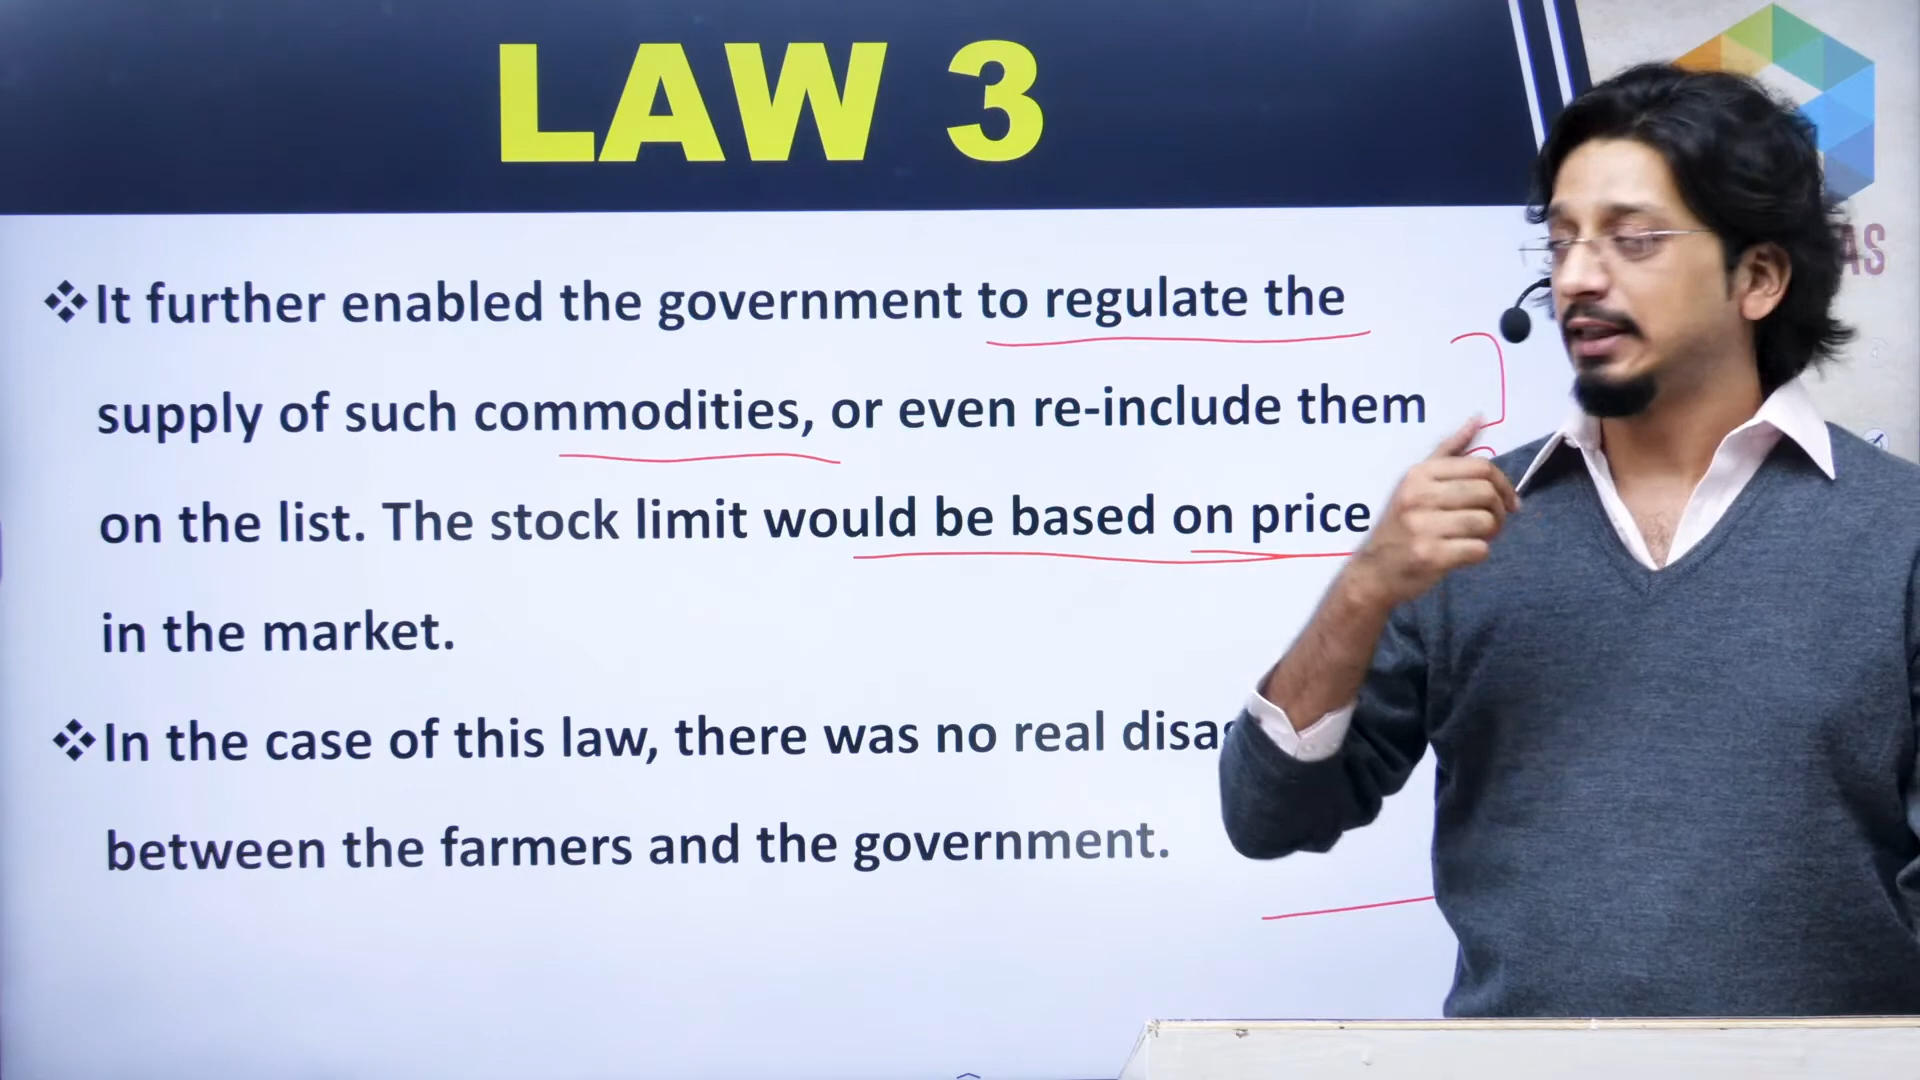 LAW 3
It further enabled the government to regulate the
supply of such commodities, or even re-include them
on the list. The stock limit would be based on price
in the market.
In the case of this law, there was no real
between the farmers and the government.